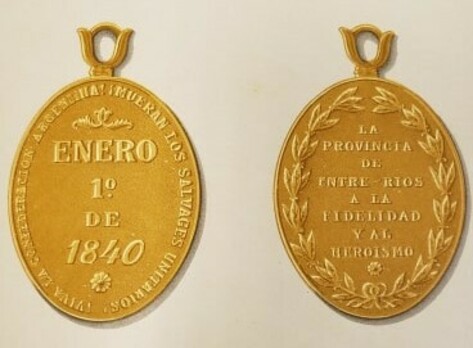 ¡VIVA LA CONFEDERACION ARGENTINA! ¡MUERAN LOS SALVAGES UNITARIOS!
ENERO
1º
DE
1840
LA
PROVINCIA
DE
ENTRE-RIOS
A LA
FIDELIDAD
Y AL
HEROISMO